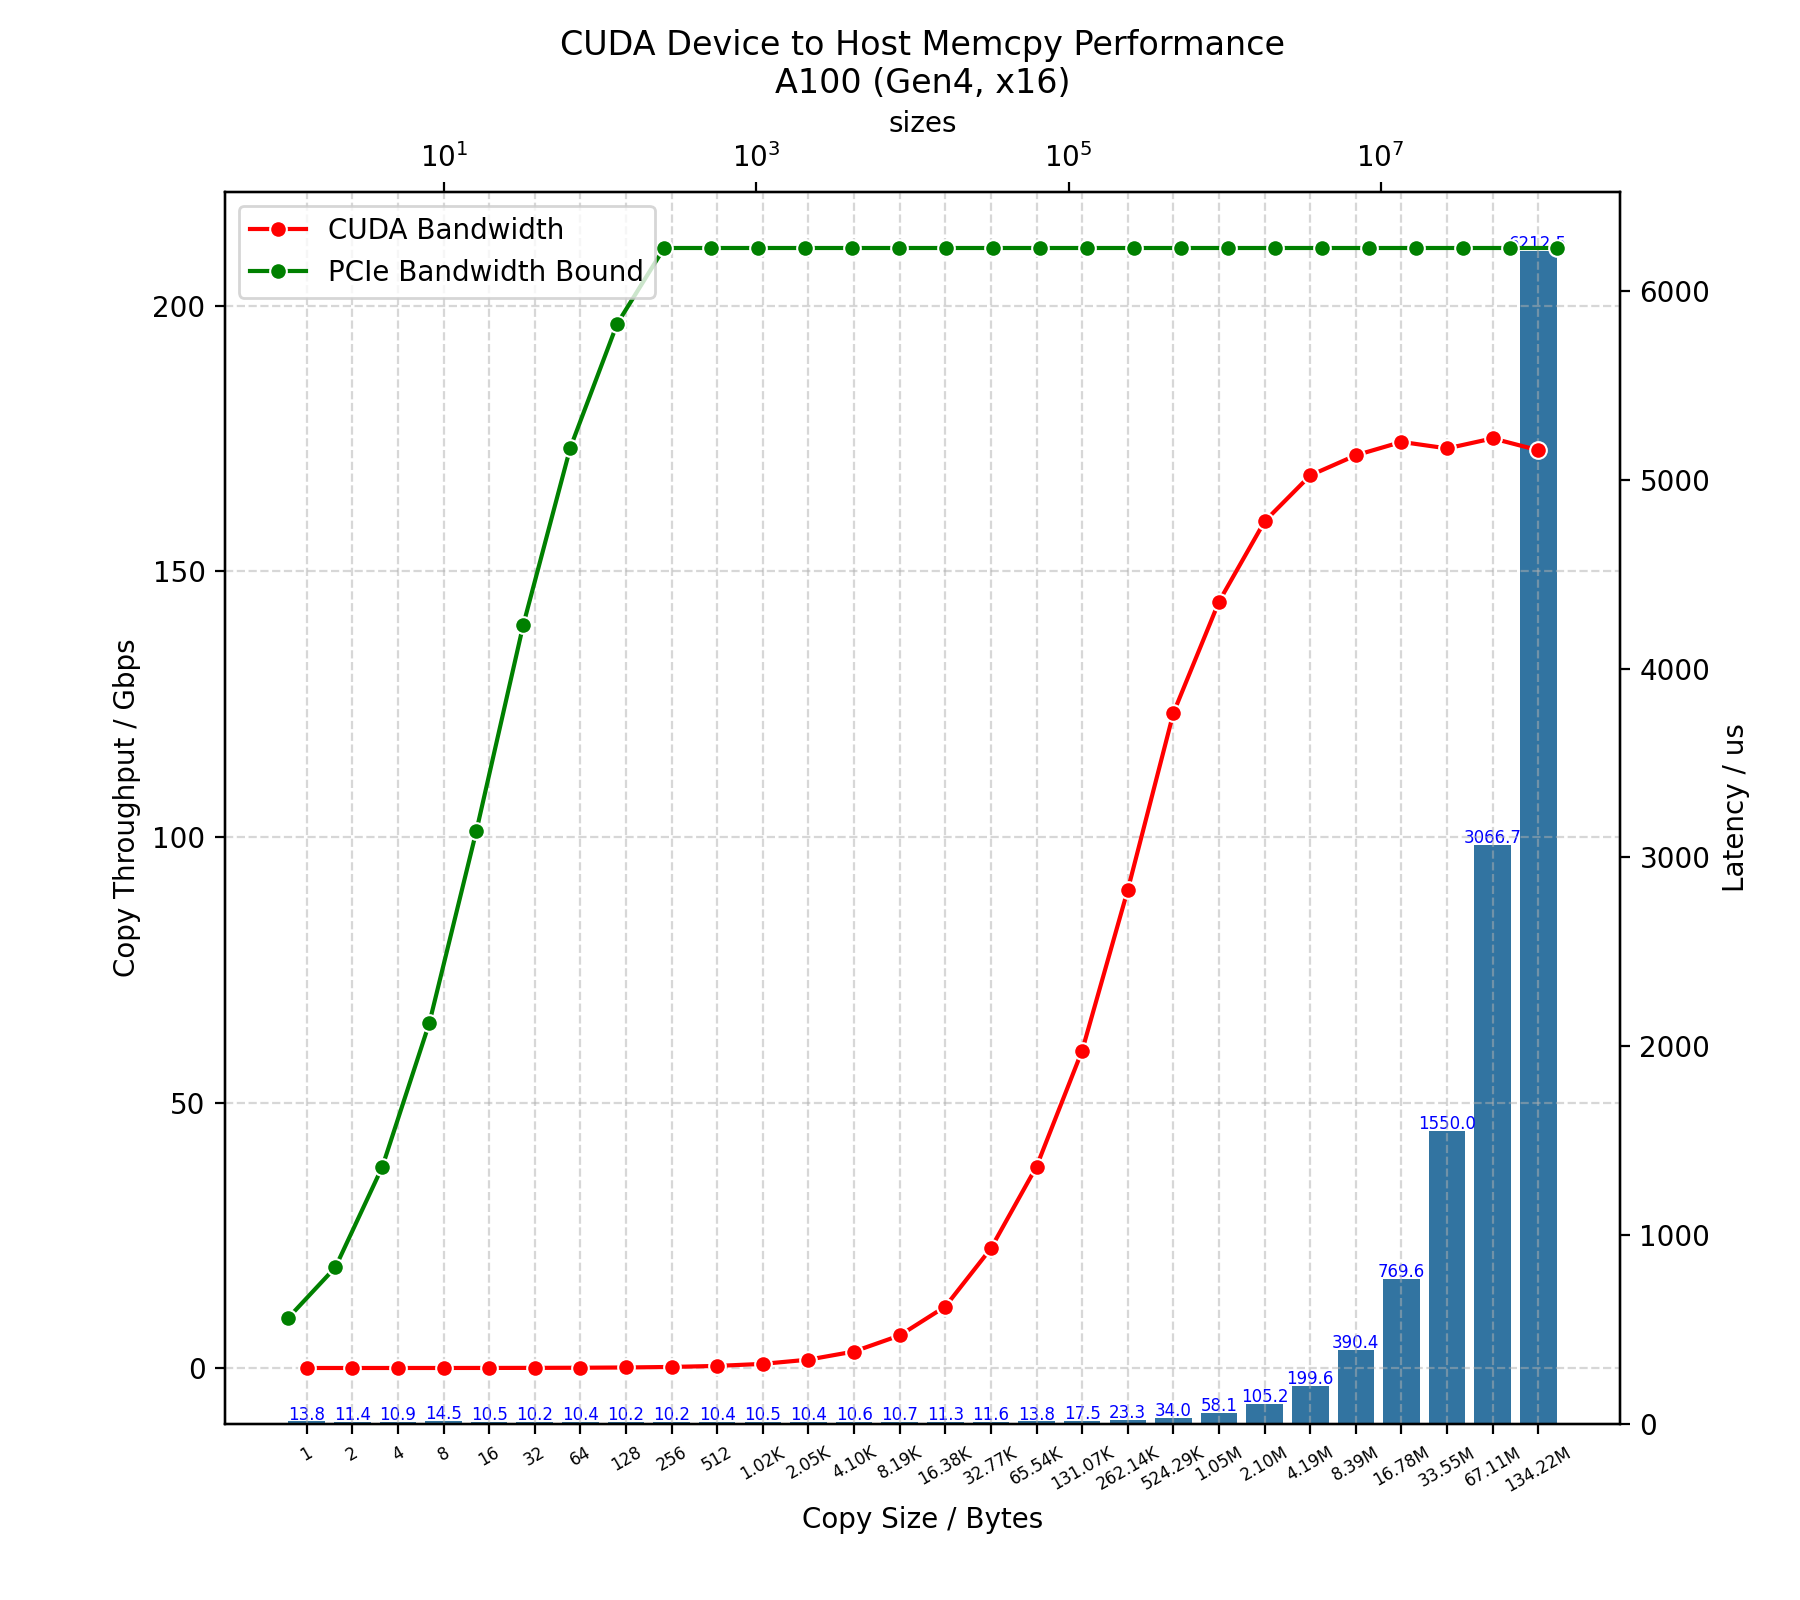 CUDA Device to Host Memcpy Performance
A100 (Gen4, x16)
sizes
10¹ 10³ 10⁵ 10⁷
CUDA Bandwidth
PCIe Bandwidth Bound
200
150
100
50
0
Copy Throughput / Gbps
6000
5000
4000
3000
2000
1000
0
Latency / us
13.8 11.4 10.9 14.5 10.5 10.2 10.4 10.2 10.2 10.4 10.5 10.4 10.6 10.7 11.3 11.6 13.8 17.5 23.3 34.0 58.1 105.2 199.6 390.4 769.6 1550.0 3066.7 6212.5
1 2 4 8 16 32 64 128 256 512 1.02K 2.05K 4.10K 8.19K 16.38K 32.77K 65.54K 131.07K 262.14K 524.29K 1.05M 2.10M 4.19M 8.39M 16.78M 33.55M 67.11M 134.22M
Copy Size / Bytes